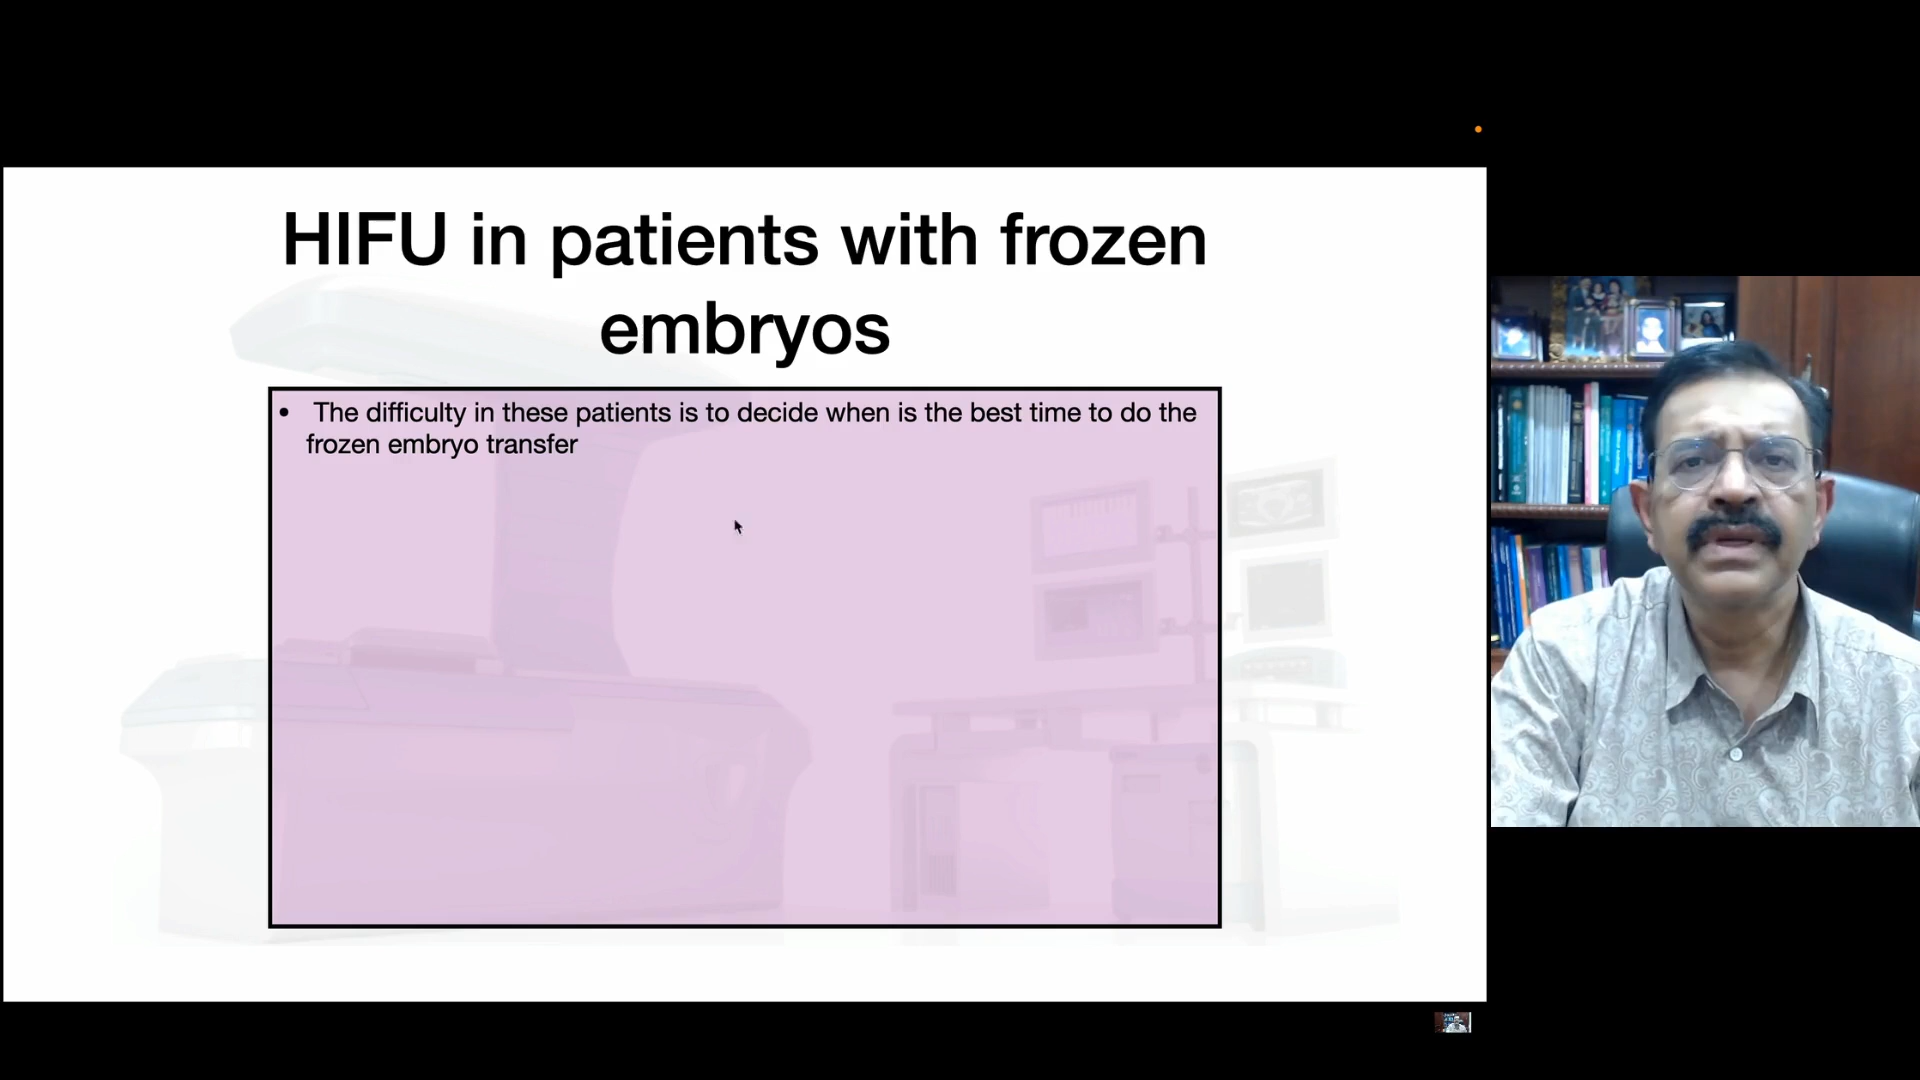 HIFU in patients with frozen
embryos
• The difficulty in these patients is to decide when is the best time to do the
frozen embryo transfer